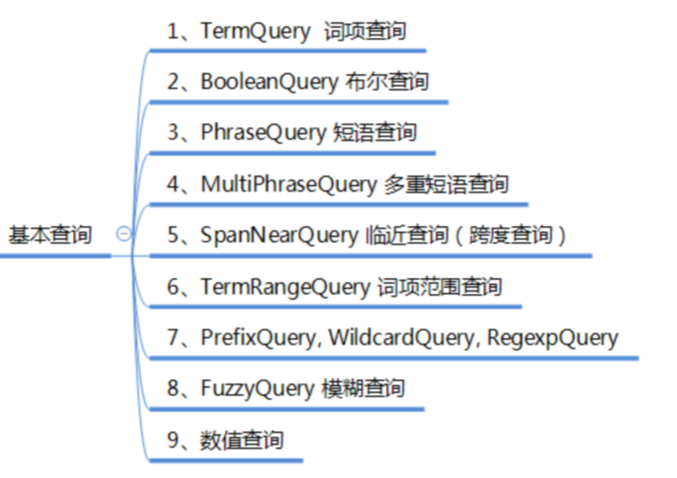 1、TermQuery 词项查询
2、BooleanQuery 布尔查询
3、PhraseQuery 短语查询
4、MultiPhraseQuery 多重短语查询
基本查询
5、SpanNearQuery 临近查询（跨度查询）
6、TermRangeQuery 词项范围查询
7、PrefixQuery, WildcardQuery, RegexpQuery
8、FuzzyQuery 模糊查询
9、数值查询